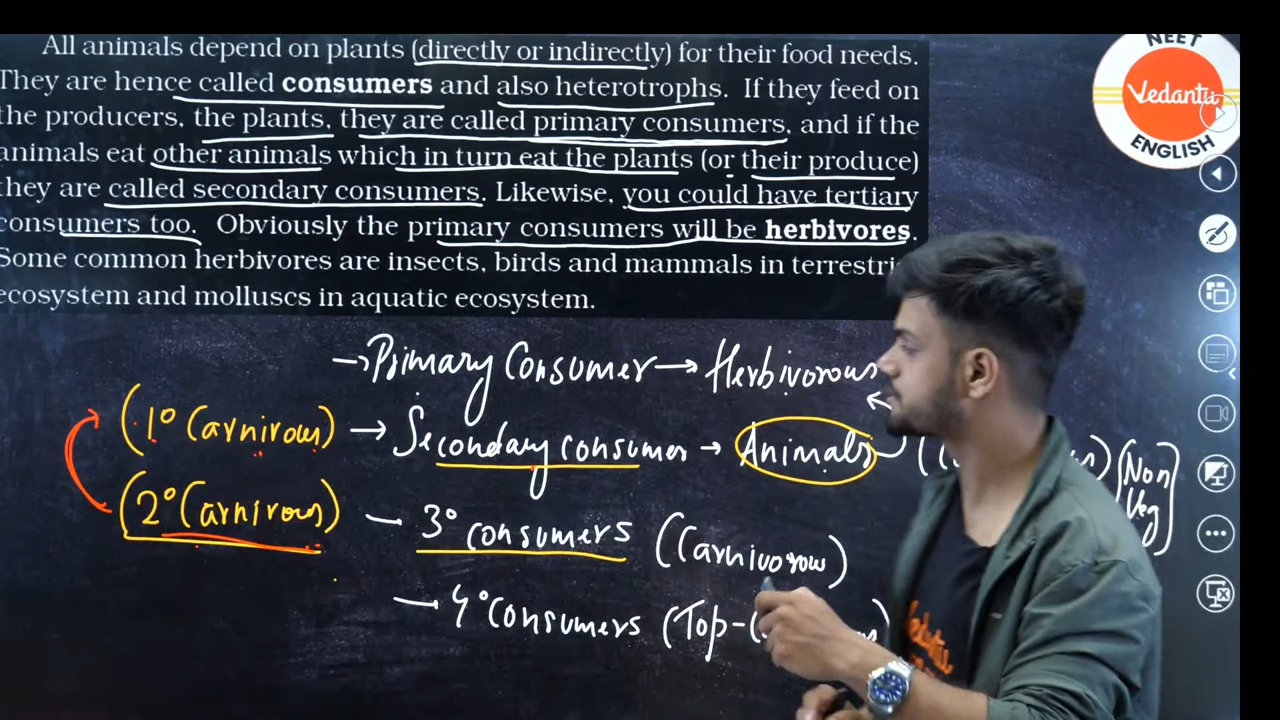 All animals depend on plants (directly or indirectly) for their food needs.
They are hence called consumers and also heterotrophs. If they feed on
the producers, the plants, they are called primary consumers, and if the
animals eat other animals which in turn eat the plants (or their produce)
they are called secondary consumers. Likewise, you could have tertiary
consumers too. Obviously the primary consumers will be herbivores.
Some common herbivores are insects, birds and mammals in terrestri
ecosystem and molluscs in aquatic ecosystem.
NEET
Vedantu
ENGLISH
→ Primary Consumer → Herbivorous
(1° Carnirous) → Secondary consumer → Animals (Non Veg)
(2° Carnirous) – 3° consumers (Carnivorow)
– 4° consumers (Top-
Vedantu